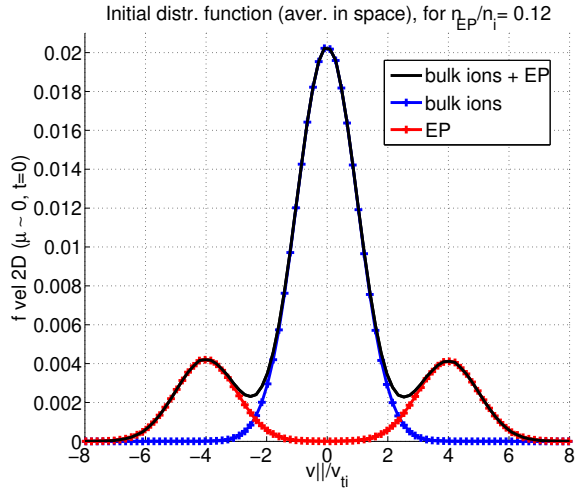 Initial distr. function (aver. in space), for n_EP/n_i= 0.12
0.02
0.018
0.016
0.014
0.012
0.01
0.008
0.006
0.004
0.002
0
f vel 2D (μ ~ 0, t=0)
bulk ions + EP
bulk ions
EP
−8 −6 −4 −2 0 2 4 6 8
v||/v_ti